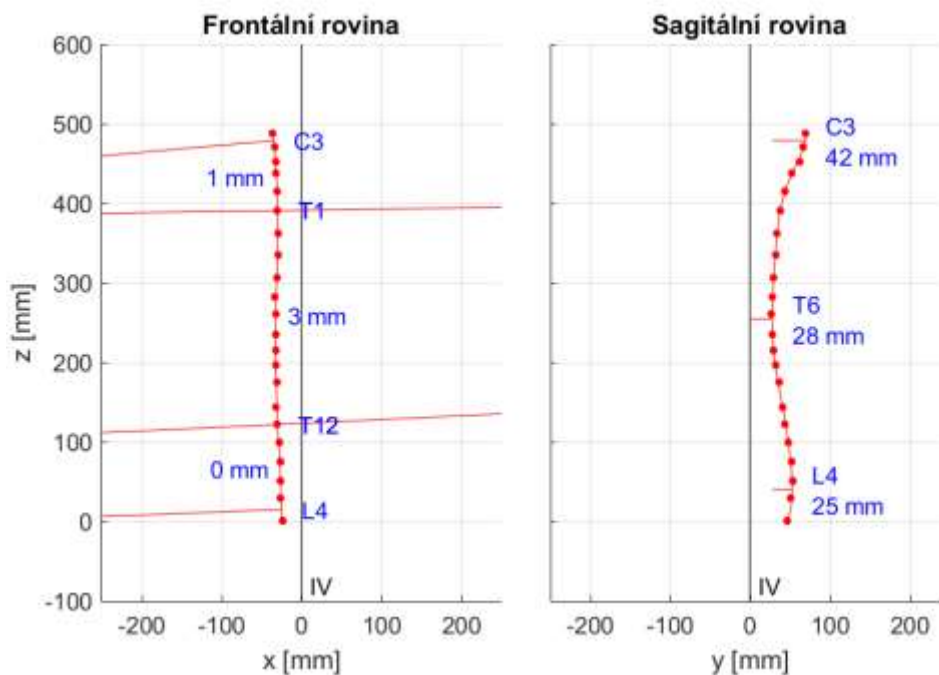 Frontální rovina
600
500
400
300
200
100
0
-100
z [mm]
C3
1 mm
T1
3 mm
T12
0 mm
L4
IV
-200
-100
0
100
200
x [mm]
Sagitální rovina
C3
42 mm
T6
28 mm
L4
25 mm
IV
-200
-100
0
100
200
y [mm]